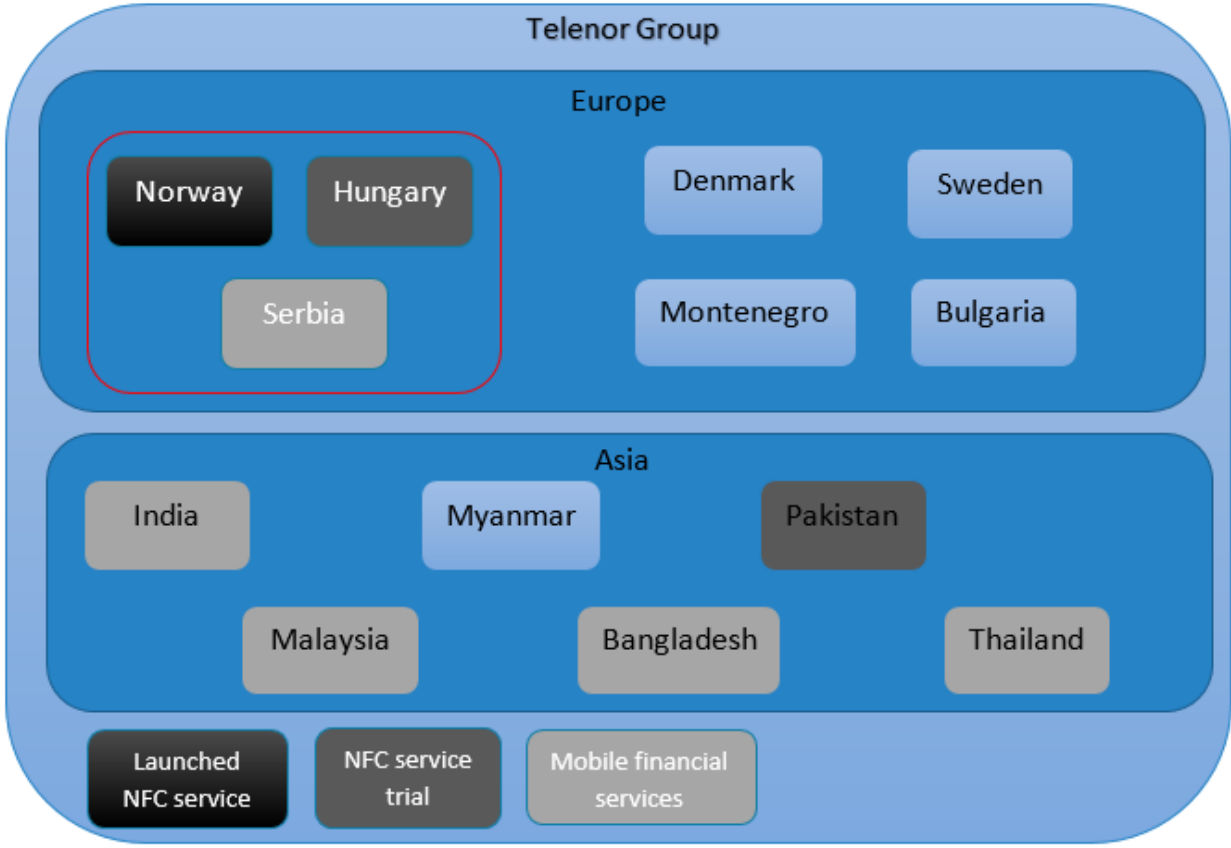 Telenor Group
Europe
Norway
Hungary
Denmark
Sweden
Serbia
Montenegro
Bulgaria
Asia
India
Myanmar
Pakistan
Malaysia
Bangladesh
Thailand
Launched
NFC service
NFC service
trial
Mobile financial
services